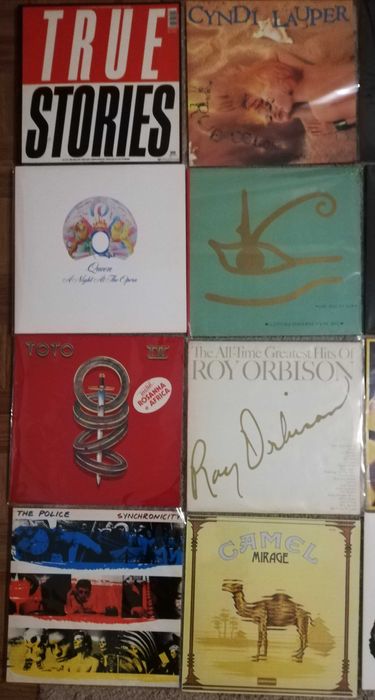 TRUE
STORIES
CYNDI LAUPER
Queen
A Night At The Opera
TOTO IV
ROSANNA
AFRICA
The All-Time Greatest Hits Of
ROY ORBISON
Roy Orbison
THE POLICE SYNCHRONICITY
CAMEL
MIRAGE